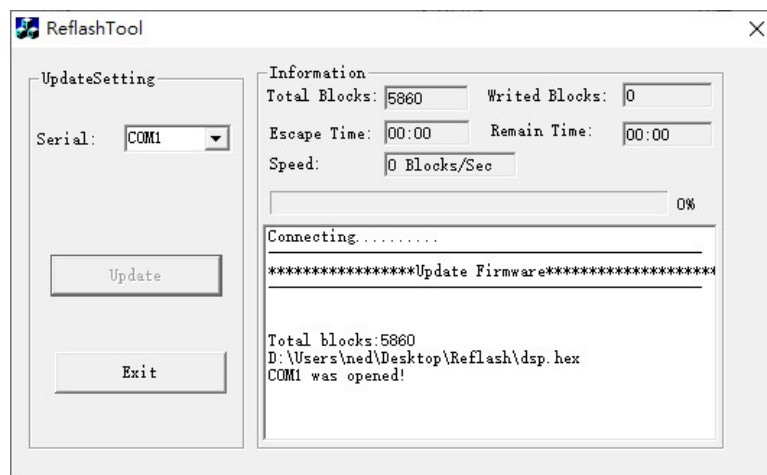 ReflashTool
UpdateSetting
Serial: COM1
Update
Exit
Information
Total Blocks: 5860 Writed Blocks: 0
Escape Time: 00:00 Remain Time: 00:00
Speed: 0 Blocks/Sec
0%
Connecting..........
*****************Update Firmware********************
Total blocks:5860
D:\Users\ned\Desktop\Reflash\dsp.hex
COM1 was opened!